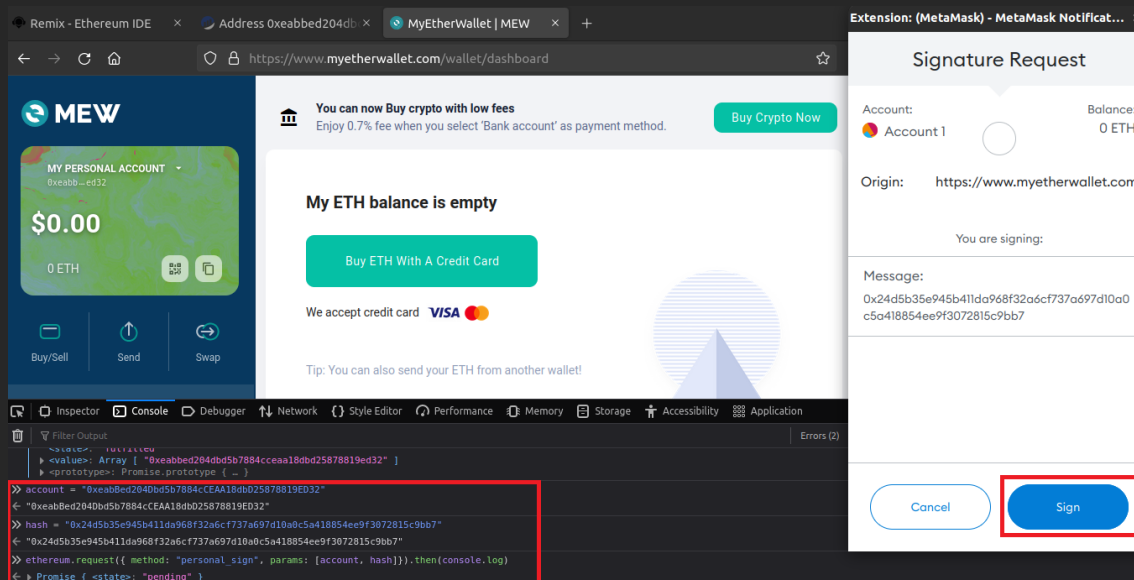 Remix - Ethereum IDE
Address 0xeabbed204db
MyEtherWallet | MEW
https://www.myetherwallet.com/wallet/dashboard
MEW
MY PERSONAL ACCOUNT
0xeabb…ed32
$0.00
0 ETH
Buy/Sell
Send
Swap
You can now Buy crypto with low fees
Enjoy 0.7% fee when you select 'Bank account' as payment method.
Buy Crypto Now
My ETH balance is empty
Buy ETH With A Credit Card
We accept credit card VISA
Tip: You can also send your ETH from another wallet!
Inspector Console Debugger Network {} Style Editor Performance Memory Storage Accessibility Application
Filter Output
Errors (2)
<state>: "fulfilled"
<value>: Array [ "0xeabbed204dbd5b7884cceaa18dbd25878819ed32" ]
<prototype>: Promise.prototype { … }
account = "0xeabBed204Dbd5b7884cCEAA18dbD25878819ED32"
"0xeabBed204Dbd5b7884cCEAA18dbD25878819ED32"
hash = "0x24d5b35e945b411da968f32a6cf737a697d10a0c5a418854ee9f3072815c9bb7"
"0x24d5b35e945b411da968f32a6cf737a697d10a0c5a418854ee9f3072815c9bb7"
ethereum.request({ method: "personal_sign", params: [account, hash]}).then(console.log)
Promise { <state>: "pending" }
Extension: (MetaMask) - MetaMask Notificat...
Signature Request
Account:
Account 1
Balance:
0 ETH
Origin: https://www.myetherwallet.com
You are signing:
Message:
0x24d5b35e945b411da968f32a6cf737a697d10a0
c5a418854ee9f3072815c9bb7
Cancel
Sign